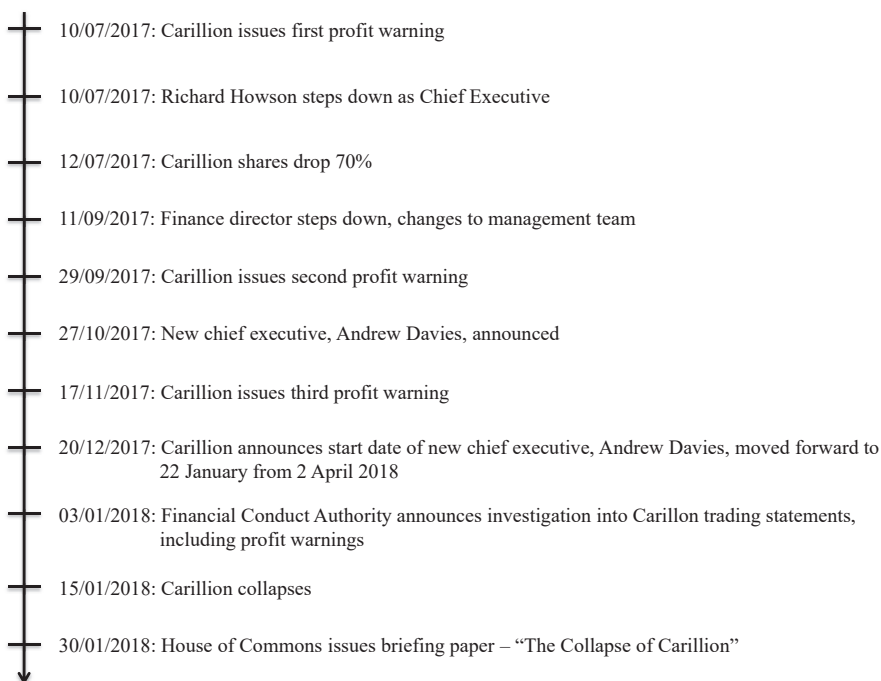 10/07/2017: Carillion issues first profit warning
10/07/2017: Richard Howson steps down as Chief Executive
12/07/2017: Carillion shares drop 70%
11/09/2017: Finance director steps down, changes to management team
29/09/2017: Carillion issues second profit warning
27/10/2017: New chief executive, Andrew Davies, announced
17/11/2017: Carillion issues third profit warning
20/12/2017: Carillion announces start date of new chief executive, Andrew Davies, moved forward to
22 January from 2 April 2018
03/01/2018: Financial Conduct Authority announces investigation into Carillon trading statements,
including profit warnings
15/01/2018: Carillion collapses
30/01/2018: House of Commons issues briefing paper – “The Collapse of Carillion”